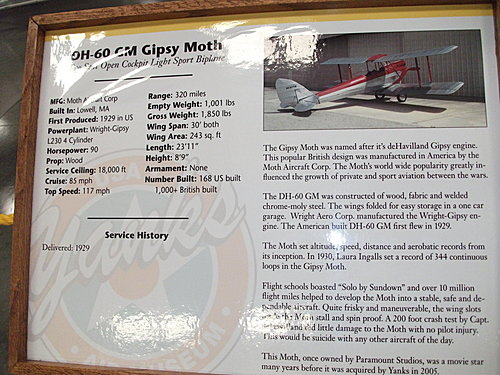 DH-60 GM Gipsy Moth
Open Cockpit Light Sport Biplane
MFG: Moth Aircraft Corp
Built In: Lowell, MA
First Produced: 1929 in US
Powerplant: Wright-Gipsy
L230 4 Cylinder
Horsepower: 90
Prop: Wood
Service Ceiling: 18,000 ft
Cruise: 85 mph
Top Speed: 117 mph
Range: 320 miles
Empty Weight: 1,001 lbs
Gross Weight: 1,850 lbs
Wing Span: 30' both
Wing Area: 243 sq. ft
Length: 23'11"
Height: 8'9"
Armament: None
Number Built: 168 US built
1,000+ British built
Service History
Delivered: 1929
Yanks
AIR MUSEUM
The Gipsy Moth was named after it's deHavilland Gipsy engine.
This popular British design was manufactured in America by the
Moth Aircraft Corp. The Moth's world wide popularity greatly in-
fluenced the growth of private and sport aviation between the wars.
The DH-60 GM was constructed of wood, fabric and welded
chrome-moly steel. The wings folded for easy storage in a one car
garage. Wright Aero Corp. manufactured the Wright-Gipsy en-
gine. The American built DH-60 GM first flew in 1929.
The Moth set altitude, speed, distance and aerobatic records from
its inception. In 1930, Laura Ingalls set a record of 344 continuous
loops in the Gipsy Moth.
Flight schools boasted "Solo by Sundown" and over 10 million
flight miles helped to develop the Moth into a stable, safe and de-
pendable aircraft. Quite frisky and maneuverable, the wing slots
the Moth stall and spin proof. A 200 foot crash test by Capt.
did little damage to the Moth with no pilot injury.
This would be suicide with any other aircraft of the day.
This Moth, once owned by Paramount Studios, was a movie star
many years before it was acquired by Yanks in 2005.